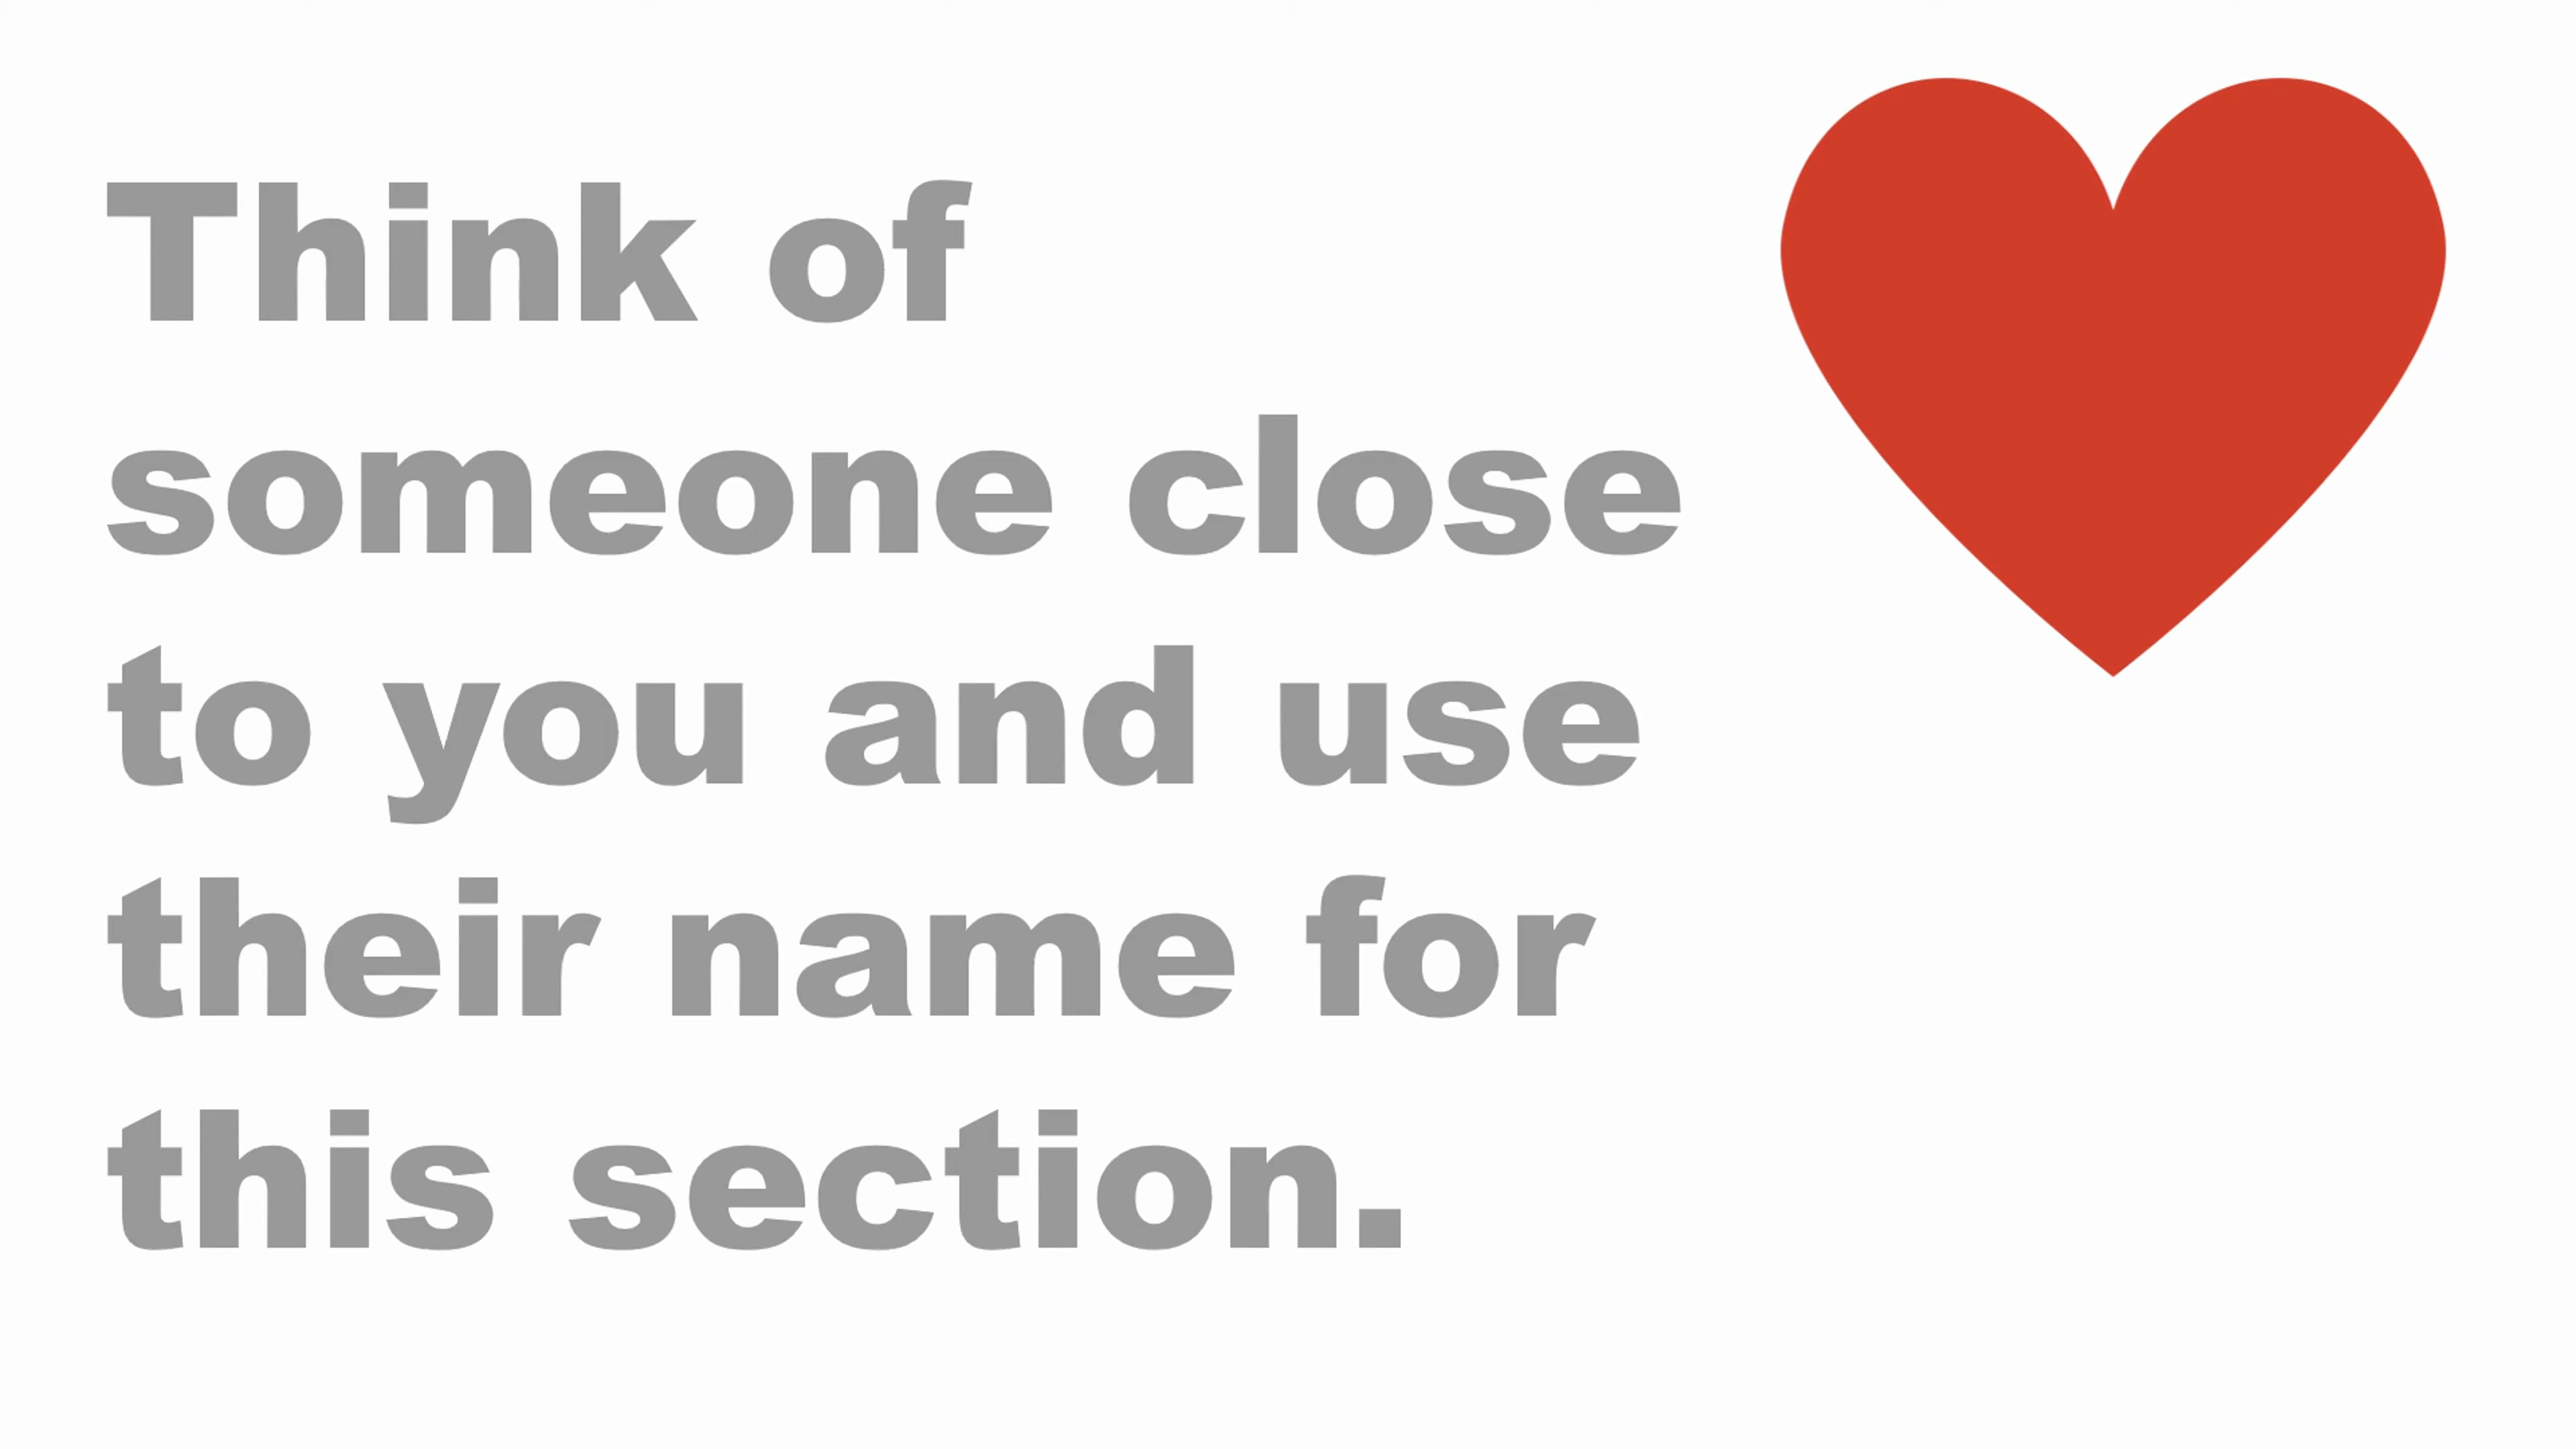 Think of
someone close
to you and use
their name for
this section.